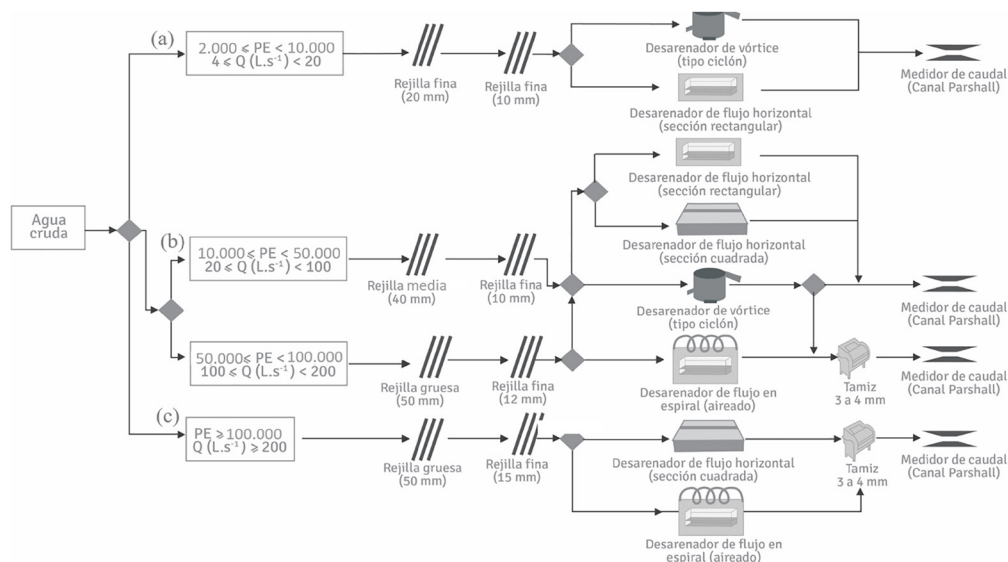 (a)
2.000 ≤ PE < 10.000
4 ≤ Q (L.s⁻¹) < 20
Rejilla fina
(20 mm)
Rejilla fina
(10 mm)
Desarenador de vórtice
(tipo ciclón)
Desarenador de flujo horizontal
(sección rectangular)
Medidor de caudal
(Canal Parshall)
Agua
cruda
(b)
10.000 ≤ PE < 50.000
20 ≤ Q (L.s⁻¹) < 100
Rejilla media
(40 mm)
Rejilla fina
(10 mm)
Desarenador de flujo horizontal
(sección rectangular)
Desarenador de flujo horizontal
(sección cuadrada)
Desarenador de vórtice
(tipo ciclón)
Medidor de caudal
(Canal Parshall)
50.000 ≤ PE < 100.000
100 ≤ Q (L.s⁻¹) < 200
Rejilla gruesa
(50 mm)
Rejilla fina
(12 mm)
Desarenador de flujo en
espiral (aireado)
Tamiz
3 a 4 mm
Medidor de caudal
(Canal Parshall)
(c)
PE ≥ 100.000
Q (L.s⁻¹) ≥ 200
Rejilla gruesa
(50 mm)
Rejilla fina
(15 mm)
Desarenador de flujo horizontal
(sección cuadrada)
Tamiz
3 a 4 mm
Medidor de caudal
(Canal Parshall)
Desarenador de flujo en
espiral (aireado)